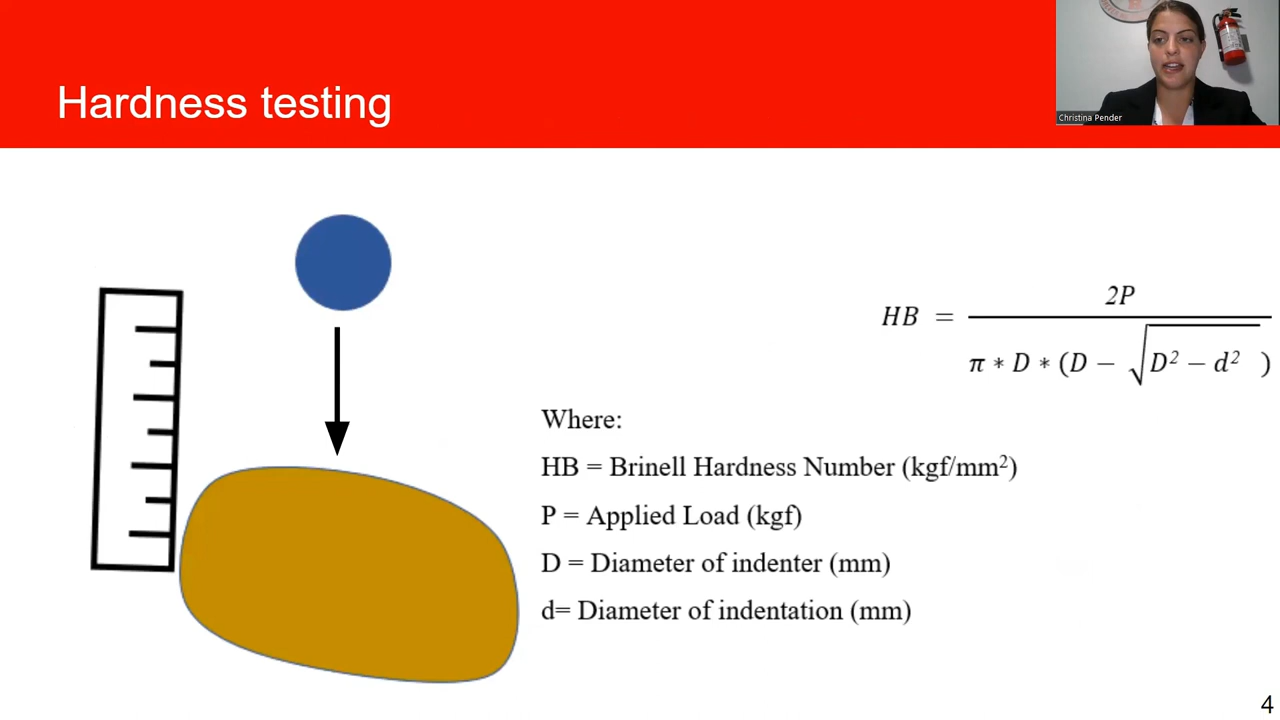 Hardness testing
Christina Pender
HB = 2P / π * D * (D − √D² − d² )
Where:
HB = Brinell Hardness Number (kgf/mm²)
P = Applied Load (kgf)
D = Diameter of indenter (mm)
d= Diameter of indentation (mm)
4